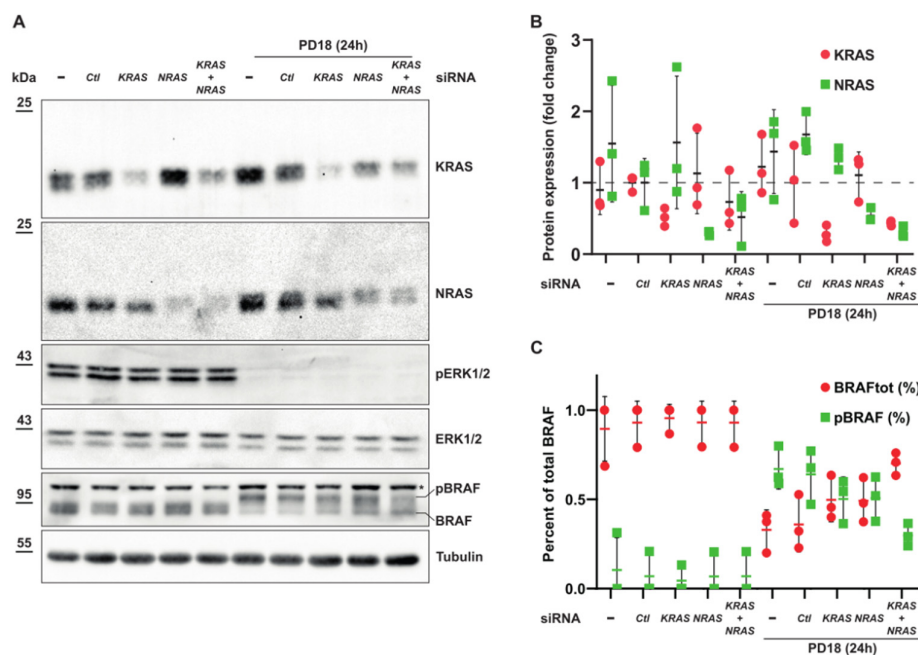 A
PD18 (24h)
kDa
– Ctl KRAS NRAS KRAS + NRAS – Ctl KRAS NRAS KRAS + NRAS siRNA
25
KRAS
25
NRAS
43
pERK1/2
43
ERK1/2
*
pBRAF
95
BRAF
55
Tubulin
B
Protein expression (fold change)
3
2
1
0
KRAS
NRAS
siRNA – Ctl KRAS NRAS KRAS + NRAS – Ctl KRAS NRAS KRAS + NRAS
PD18 (24h)
C
Percent of total BRAF
1.0
0.5
0.0
BRAFtot (%)
pBRAF (%)
siRNA – Ctl KRAS NRAS KRAS + NRAS – Ctl KRAS NRAS KRAS + NRAS
PD18 (24h)